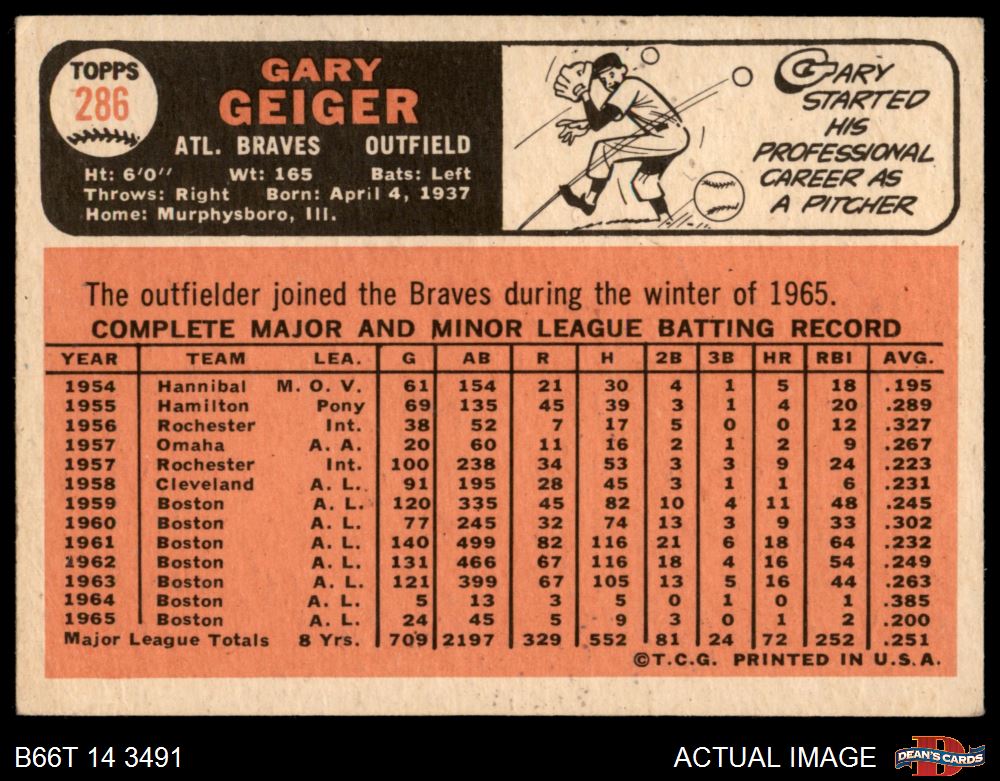 TOPPS
286
GARY
GEIGER
ATL. BRAVES OUTFIELD
Ht: 6'0" Wt: 165 Bats: Left
Throws: Right Born: April 4, 1937
Home: Murphysboro, Ill.
GARY
STARTED
HIS
PROFESSIONAL
CAREER AS
A PITCHER
The outfielder joined the Braves during the winter of 1965.
COMPLETE MAJOR AND MINOR LEAGUE BATTING RECORD
YEAR TEAM LEA. G AB R H 2B 3B HR RBI AVG.
1954 Hannibal M. O. V. 61 154 21 30 4 1 5 18 .195
1955 Hamilton Pony 69 135 45 39 3 1 4 20 .289
1956 Rochester Int. 38 52 7 17 5 0 0 12 .327
1957 Omaha A. A. 20 60 11 16 2 1 2 9 .267
1957 Rochester Int. 100 238 34 53 3 3 9 24 .223
1958 Cleveland A. L. 91 195 28 45 3 1 1 6 .231
1959 Boston A. L. 120 335 45 82 10 4 11 48 .245
1960 Boston A. L. 77 245 32 74 13 3 9 33 .302
1961 Boston A. L. 140 499 82 116 21 6 18 64 .232
1962 Boston A. L. 131 466 67 116 18 4 16 54 .249
1963 Boston A. L. 121 399 67 105 13 5 16 44 .263
1964 Boston A. L. 5 13 3 5 0 1 0 1 .385
1965 Boston A. L. 24 45 5 9 3 0 1 2 .200
Major League Totals 8 Yrs. 709 2197 329 552 81 24 72 252 .251
©T.C.G. PRINTED IN U.S.A.
B66T 14 3491 ACTUAL IMAGE DEAN'S CARDS